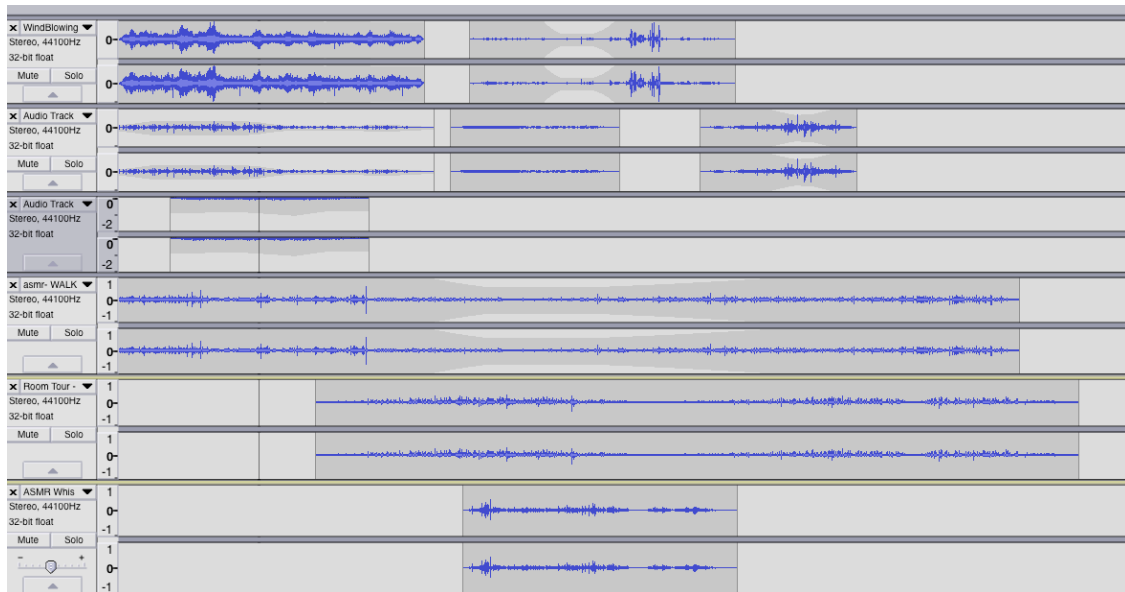 × WindBlowing ▼
Stereo, 44100Hz
32-bit float
Mute Solo
0-
0-
× Audio Track ▼
Stereo, 44100Hz
32-bit float
Mute Solo
0-
0-
× Audio Track ▼
Stereo, 44100Hz
32-bit float
0
-2
0
-2
× asmr- WALK ▼
Stereo, 44100Hz
32-bit float
Mute Solo
1
0-
-1
1
0-
-1
× Room Tour - ▼
Stereo, 44100Hz
32-bit float
Mute Solo
1
0-
-1
1
0-
-1
× ASMR Whis ▼
Stereo, 44100Hz
32-bit float
Mute Solo
- +
1
0-
-1
1
0-
-1